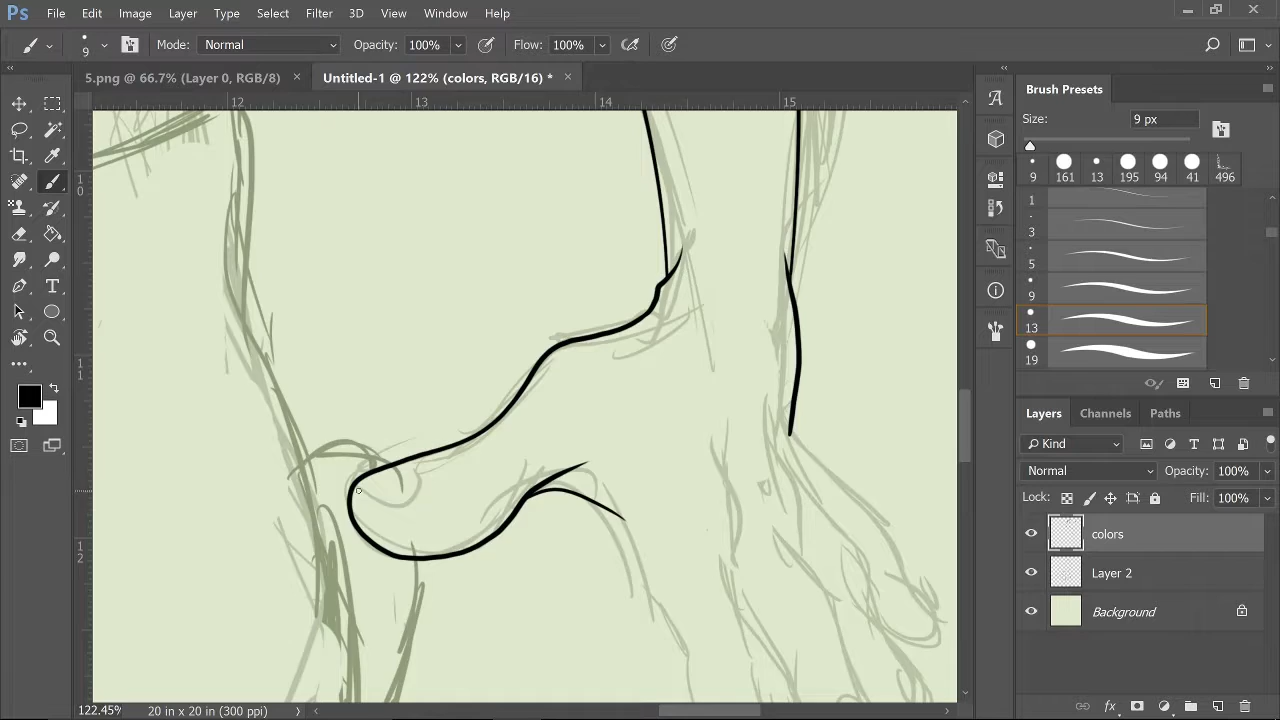 Ps File Edit Image Layer Type Select Filter 3D View Window Help
9 Mode: Normal Opacity: 100% Flow: 100%
5.png @ 66.7% (Layer 0, RGB/8) × Untitled-1 @ 122% (colors, RGB/16) * ×
12 13 14 15
10
11
12
A
T
Brush Presets
Size: 9 px
9 161 13 195 94 41 496
1
3
5
9
13
19
Layers Channels Paths
Kind
Normal Opacity: 100%
Lock: Fill: 100%
colors
Layer 2
Background
fx
122.45% 20 in x 20 in (300 ppi)